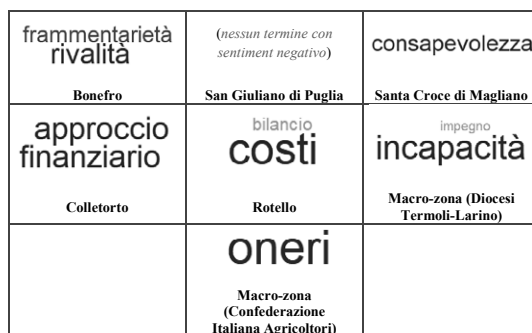 frammentarietà
rivalità
Bonefro
(nessun termine con
sentiment negativo)
San Giuliano di Puglia
consapevolezza
Santa Croce di Magliano
approccio
finanziario
Colletorto
bilancio
costi
Rotello
impegno
incapacità
Macro-zona (Diocesi
Termoli-Larino)
oneri
Macro-zona
(Confederazione
Italiana Agricoltori)